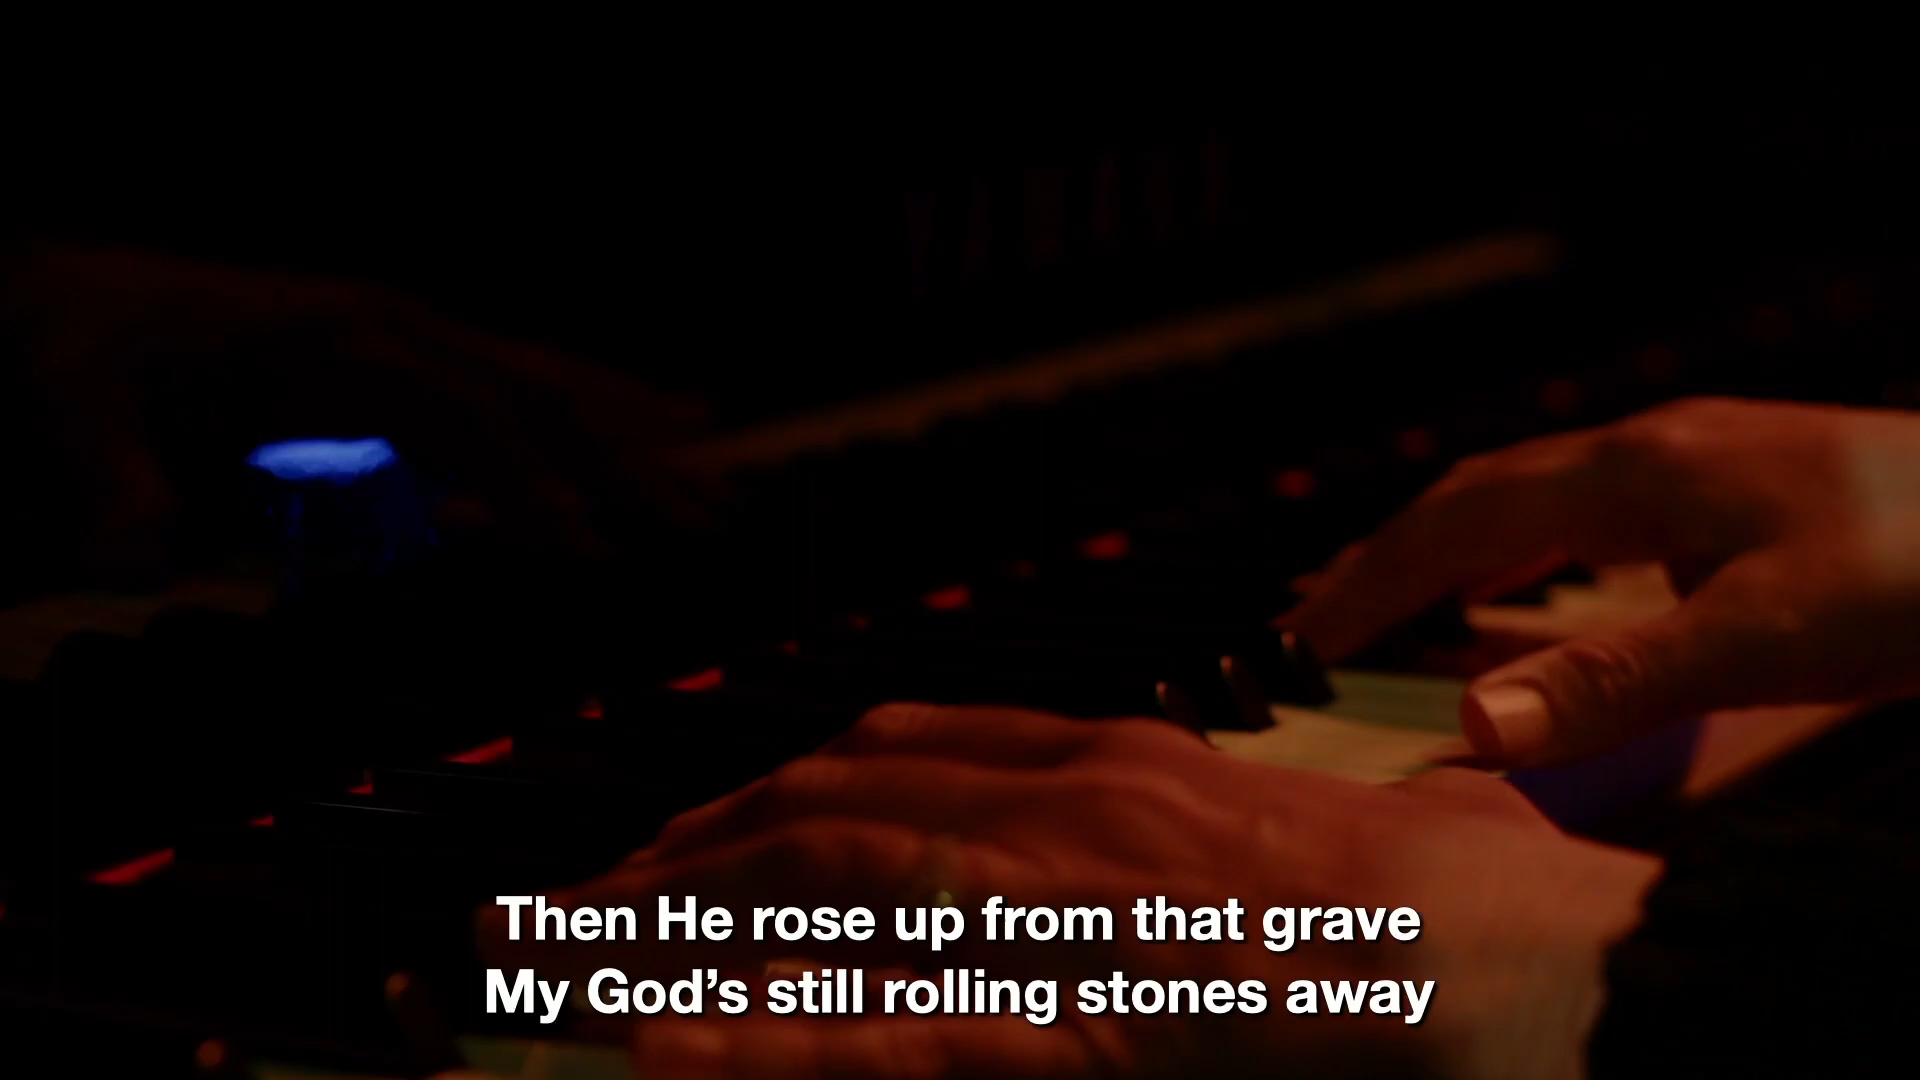 Then He rose up from that grave
My God’s still rolling stones away